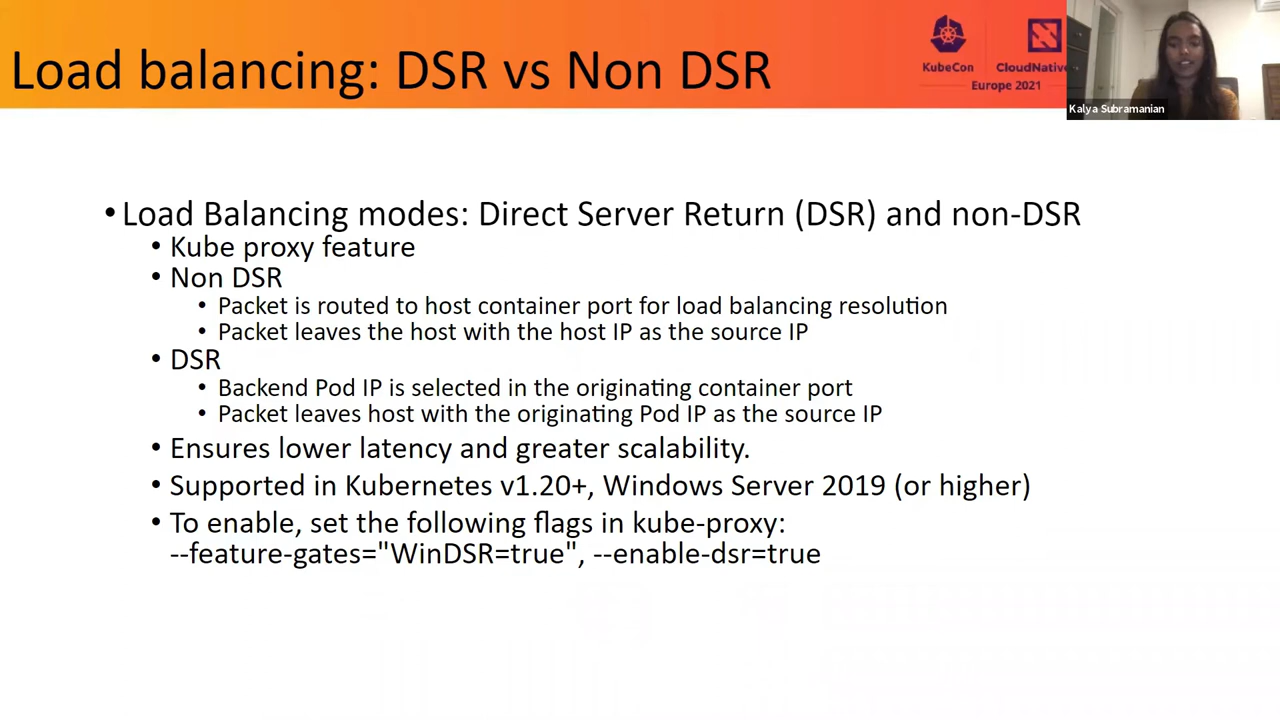 Load balancing: DSR vs Non DSR
KubeCon
CloudNative
Europe 2021
Kalya Subramanian
•Load Balancing modes: Direct Server Return (DSR) and non-DSR
• Kube proxy feature
• Non DSR
• Packet is routed to host container port for load balancing resolution
• Packet leaves the host with the host IP as the source IP
• DSR
• Backend Pod IP is selected in the originating container port
• Packet leaves host with the originating Pod IP as the source IP
• Ensures lower latency and greater scalability.
• Supported in Kubernetes v1.20+, Windows Server 2019 (or higher)
• To enable, set the following flags in kube-proxy:
--feature-gates="WinDSR=true", --enable-dsr=true